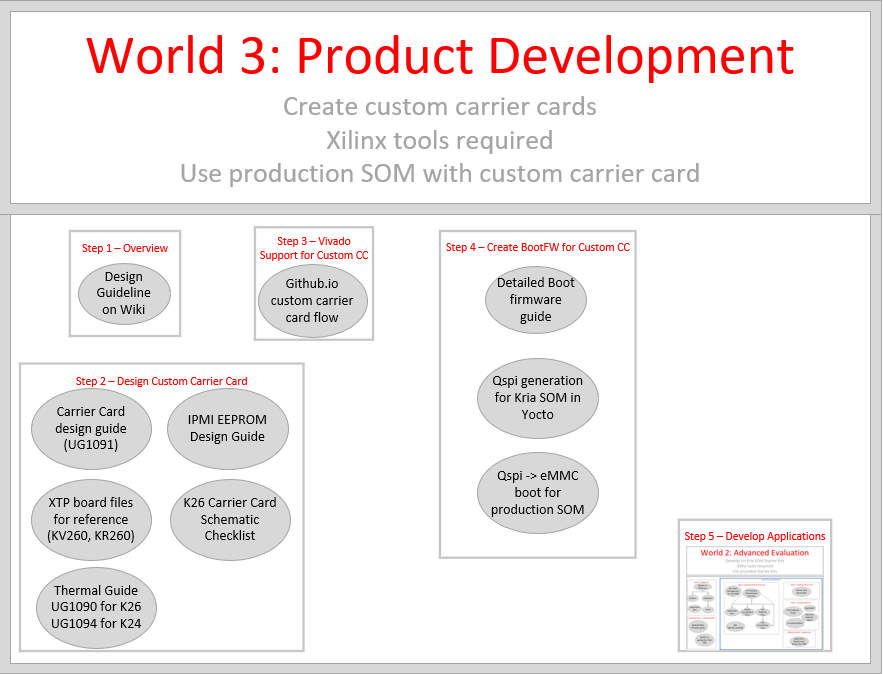 World 3: Product Development
Create custom carrier cards
Xilinx tools required
Use production SOM with custom carrier card
Step 1 – Overview
Design
Guideline
on Wiki
Step 3 – Vivado
Support for Custom CC
Github.io
custom carrier
card flow
Step 4 – Create BootFW for Custom CC
Detailed Boot
firmware
guide
Qspi generation
for Kria SOM in
Yocto
Qspi -> eMMC
boot for
production SOM
Step 2 – Design Custom Carrier Card
Carrier Card
design guide
(UG1091)
IPMI EEPROM
Design Guide
XTP board files
for reference
(KV260, KR260)
K26 Carrier Card
Schematic
Checklist
Thermal Guide
UG1090 for K26
UG1094 for K24
Step 5 – Develop Applications
World 2: Advanced Evaluation